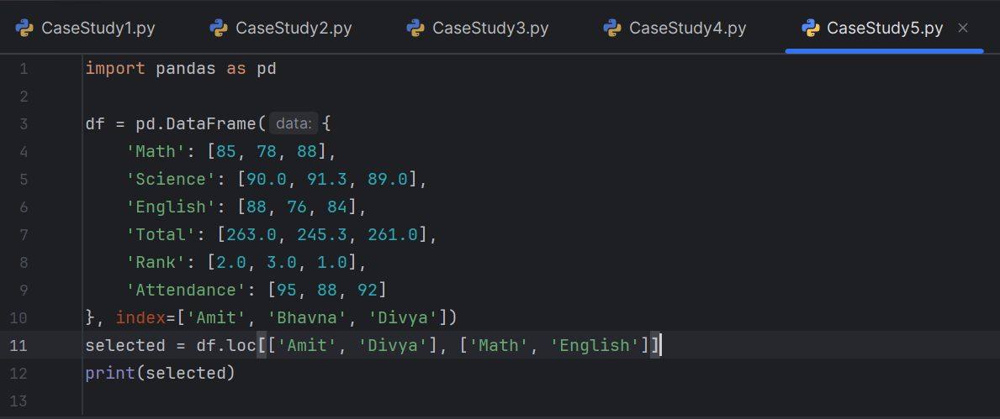 CaseStudy1.py CaseStudy2.py CaseStudy3.py CaseStudy4.py CaseStudy5.py ×
1 import pandas as pd
2
3 df = pd.DataFrame( data: {
4     'Math': [85, 78, 88],
5     'Science': [90.0, 91.3, 89.0],
6     'English': [88, 76, 84],
7     'Total': [263.0, 245.3, 261.0],
8     'Rank': [2.0, 3.0, 1.0],
9     'Attendance': [95, 88, 92]
10 }, index=['Amit', 'Bhavna', 'Divya'])
11 selected = df.loc[['Amit', 'Divya'], ['Math', 'English']]
12 print(selected)
13